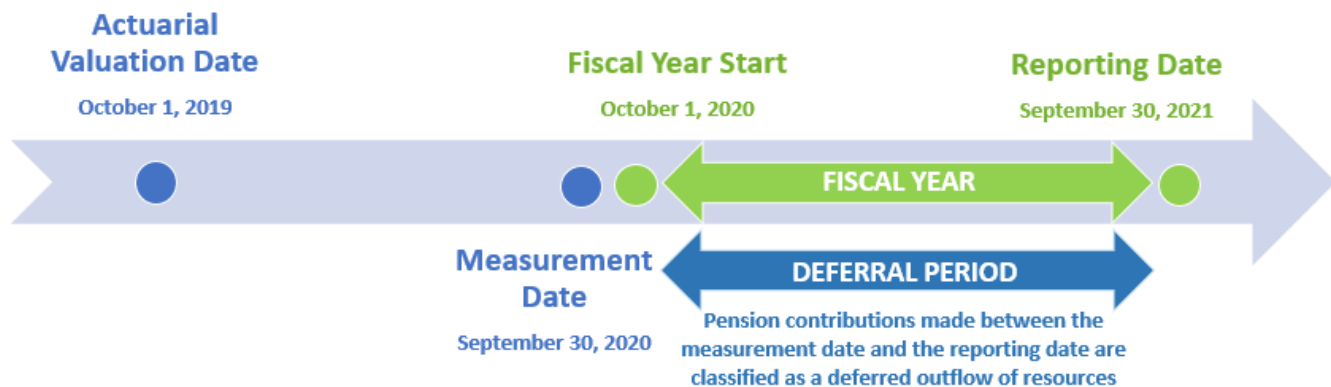 Actuarial
Valuation Date
October 1, 2019
Fiscal Year Start
October 1, 2020
Reporting Date
September 30, 2021
FISCAL YEAR
Measurement
Date
September 30, 2020
DEFERRAL PERIOD
Pension contributions made between the
measurement date and the reporting date are
classified as a deferred outflow of resources